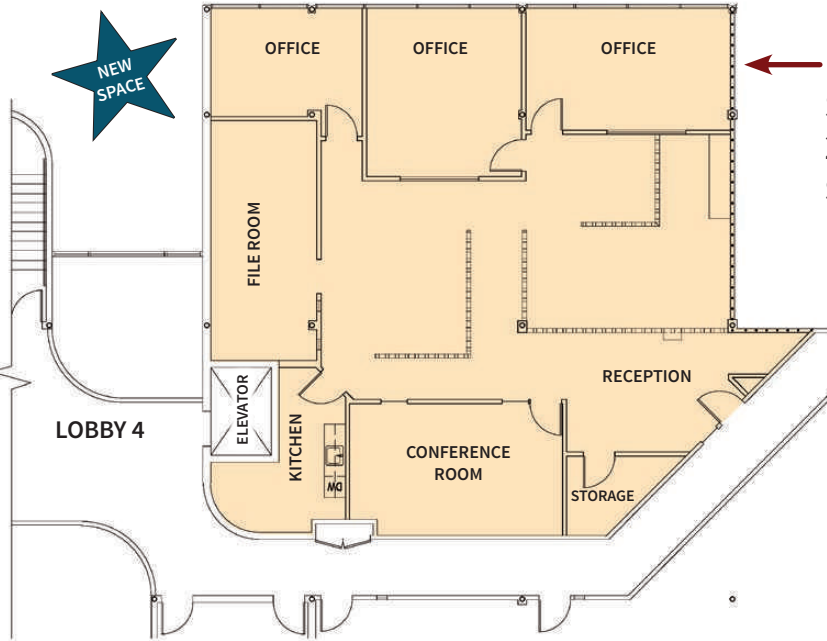 NEW
SPACE
OFFICE
OFFICE
OFFICE
FILE ROOM
ELEVATOR
KITCHEN
DW
LOBBY 4
CONFERENCE
ROOM
RECEPTION
STORAGE